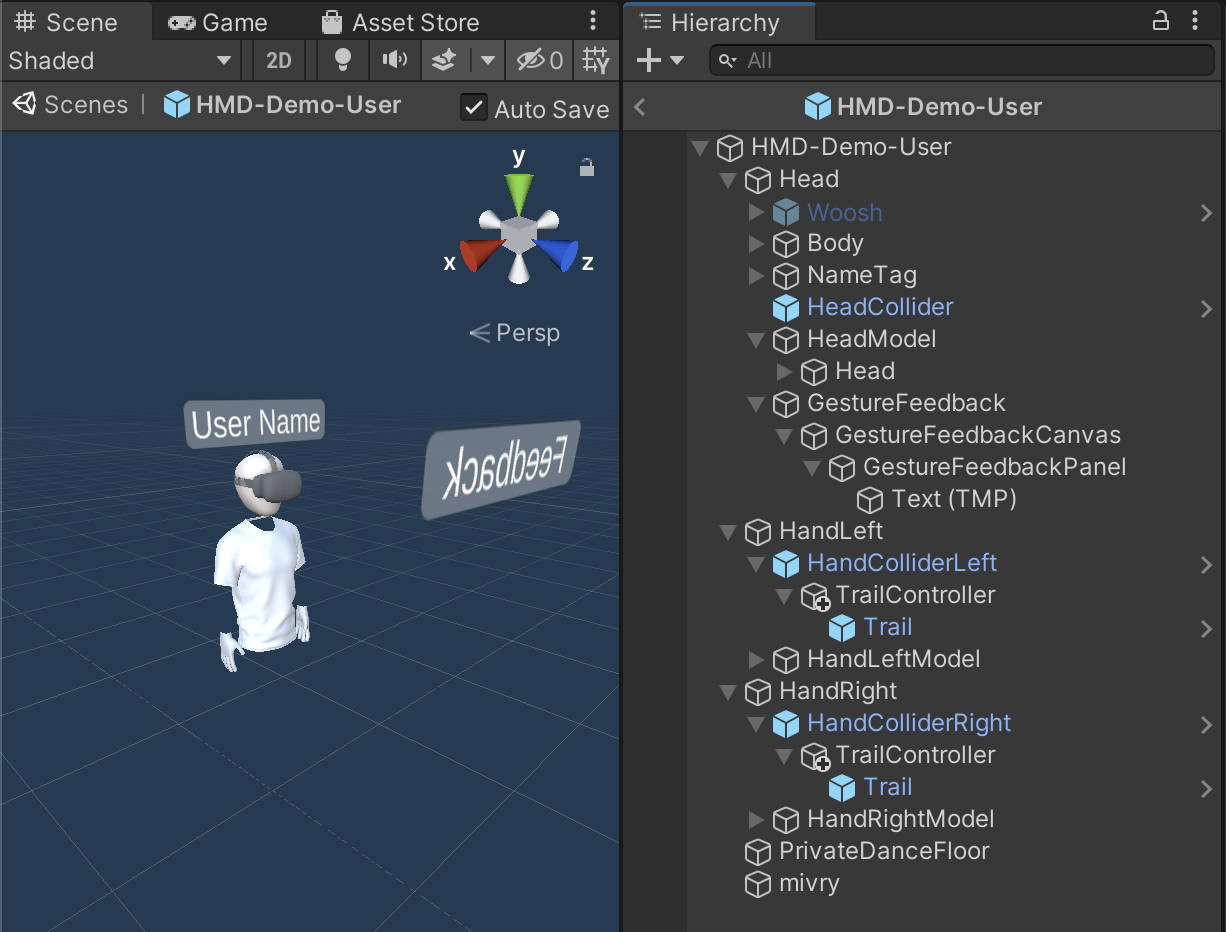 Scene Game Asset Store
Shaded 2D 0
Scenes | HMD-Demo-User Auto Save
y
x z
Persp
User Name
Feedback
Hierarchy
All
HMD-Demo-User
HMD-Demo-User
Head
Woosh
Body
NameTag
HeadCollider
HeadModel
Head
GestureFeedback
GestureFeedbackCanvas
GestureFeedbackPanel
Text (TMP)
HandLeft
HandColliderLeft
TrailController
Trail
HandLeftModel
HandRight
HandColliderRight
TrailController
Trail
HandRightModel
PrivateDanceFloor
mivry